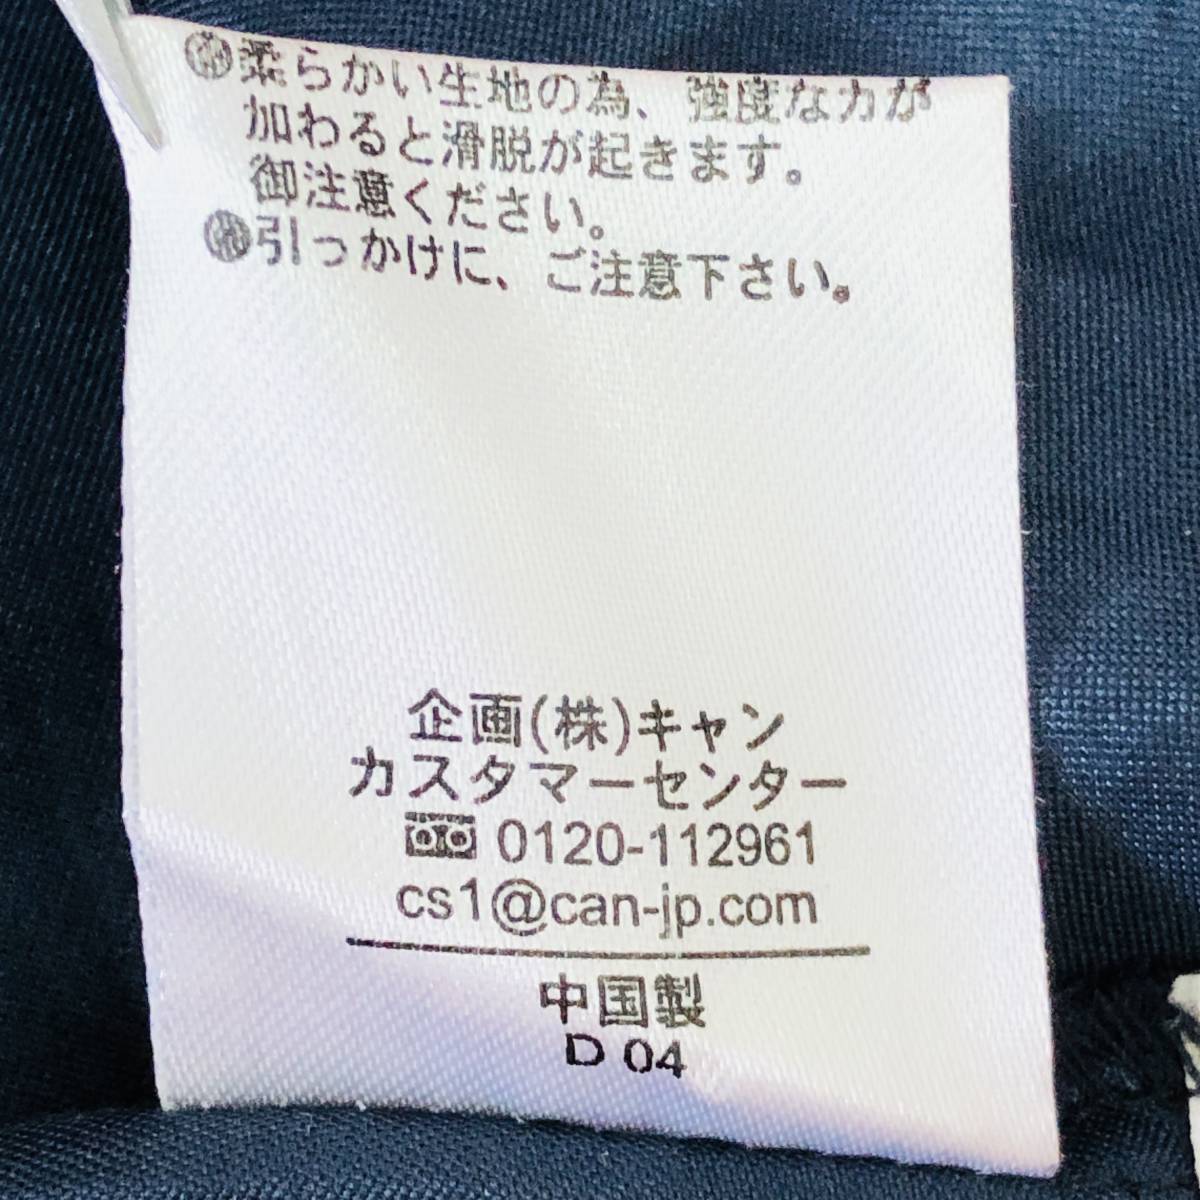 ㊟柔らかい生地の為、強度な力が
加わると滑脱が起きます。
御注意ください。
㊟引っかけに、ご注意下さい。
企画(株)キャン
カスタマーセンター
0120-112961
cs1@can-jp.com
中国製
D 04